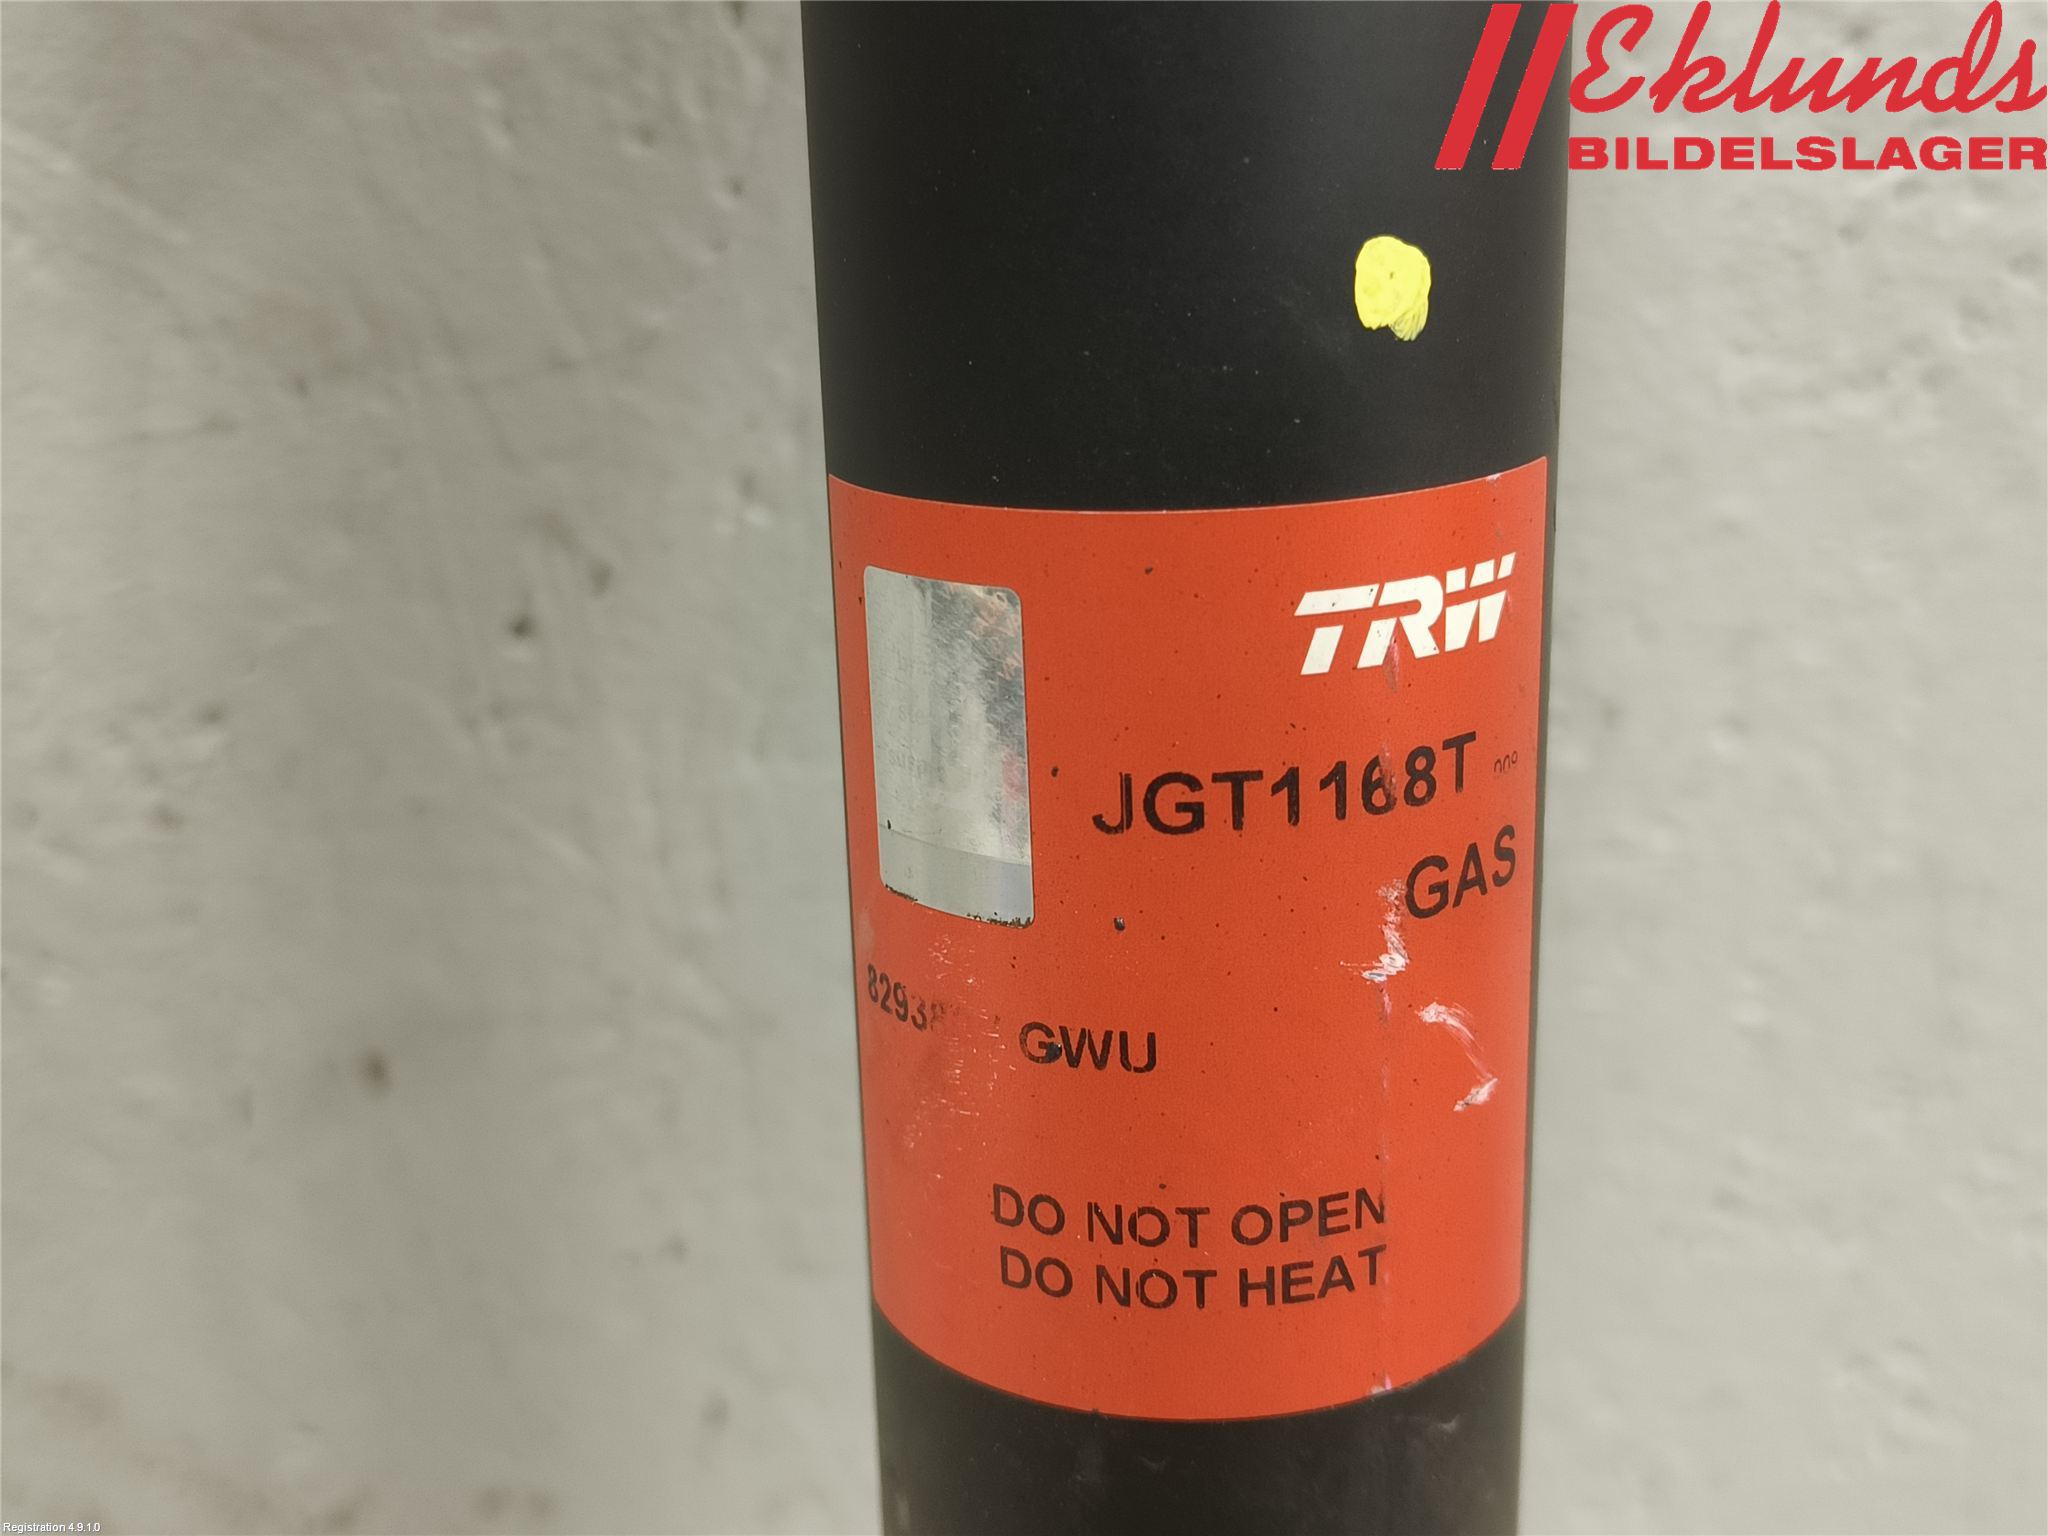 Eklunds
BILDELSLAGER
TRW
JGT1168T
GAS
GWU
DO NOT OPEN
DO NOT HEAT
Registration 4.9.1.0